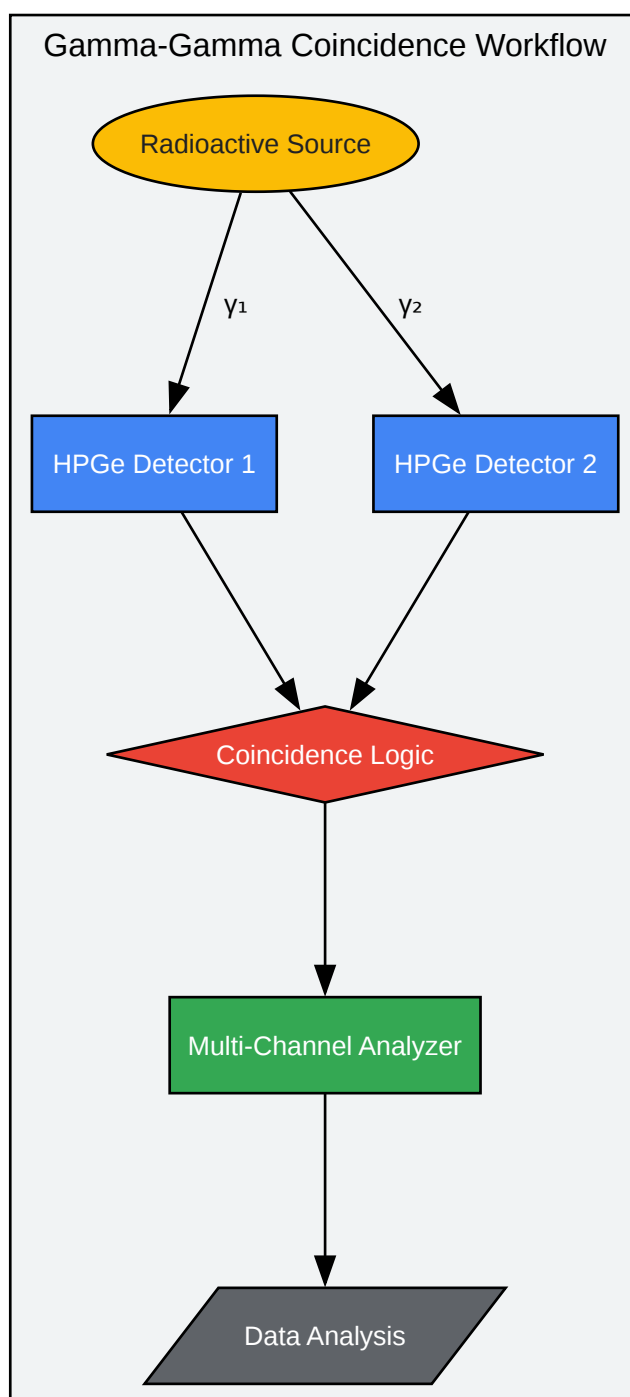 Gamma-Gamma Coincidence Workflow
Radioactive Source
γ₁
γ₂
HPGe Detector 1
HPGe Detector 2
Coincidence Logic
Multi-Channel Analyzer
Data Analysis